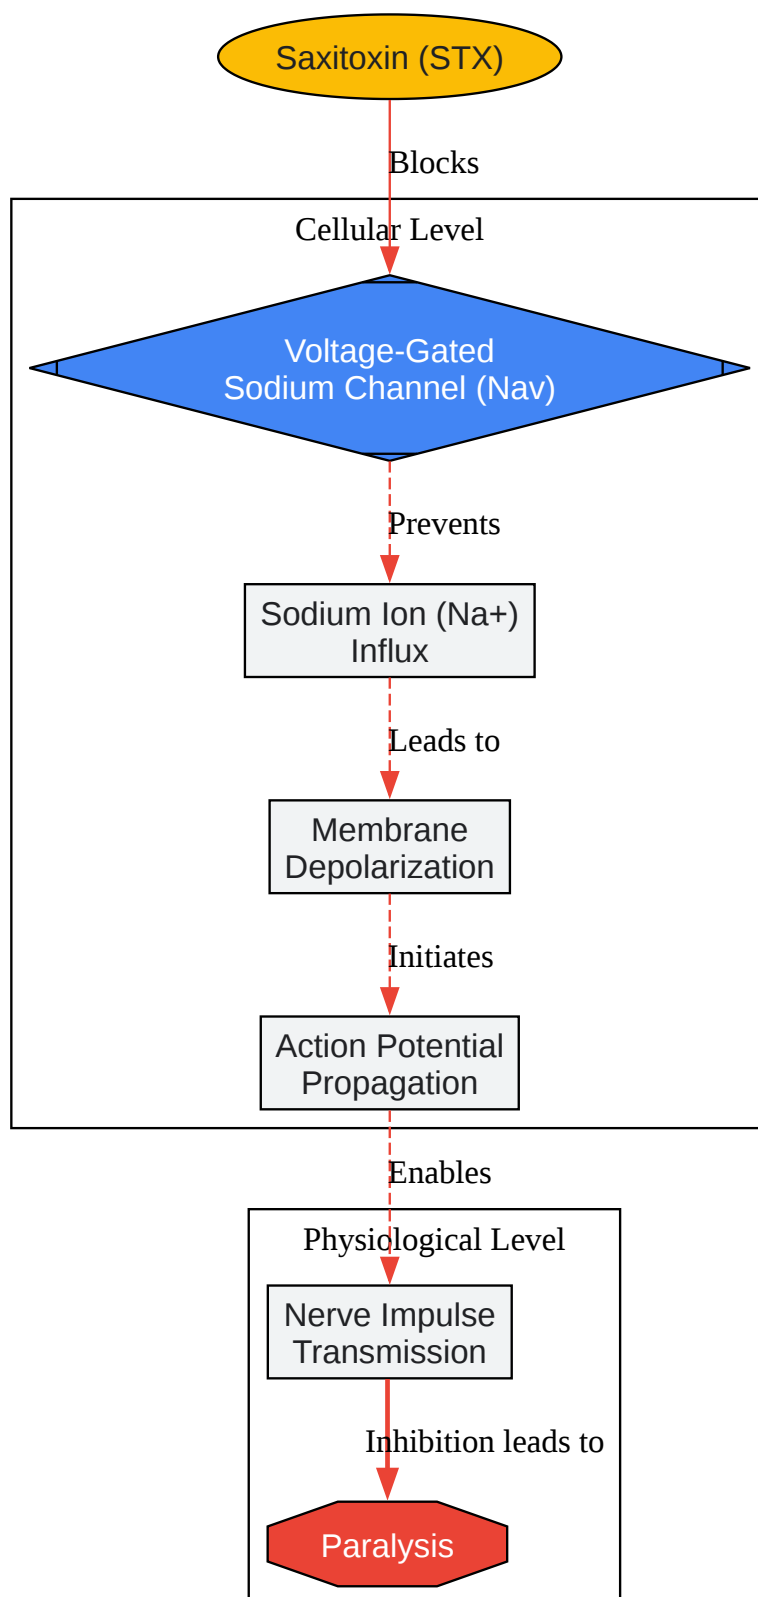 Saxitoxin (STX)
Blocks
Cellular Level
Voltage-Gated
Sodium Channel (Nav)
Prevents
Sodium Ion (Na+)
Influx
Leads to
Membrane
Depolarization
Initiates
Action Potential
Propagation
Enables
Physiological Level
Nerve Impulse
Transmission
Inhibition leads to
Paralysis